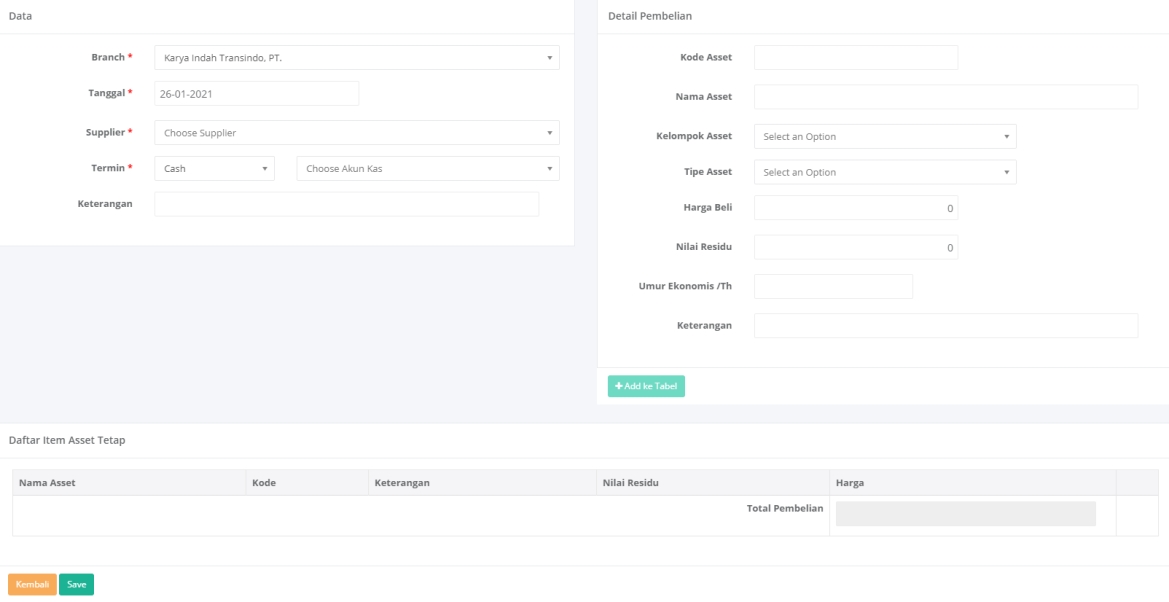 Data
Branch *
Karya Indah Transindo, PT.
Tanggal *
26-01-2021
Supplier *
Choose Supplier
Termin *
Cash
Choose Akun Kas
Keterangan
Detail Pembelian
Kode Asset
Nama Asset
Kelompok Asset
Select an Option
Tipe Asset
Select an Option
Harga Beli
0
Nilai Residu
0
Umur Ekonomis /Th
Keterangan
+ Add ke Tabel
Daftar Item Asset Tetap
Nama Asset Kode Keterangan Nilai Residu Harga
Total Pembelian
Kembali Save